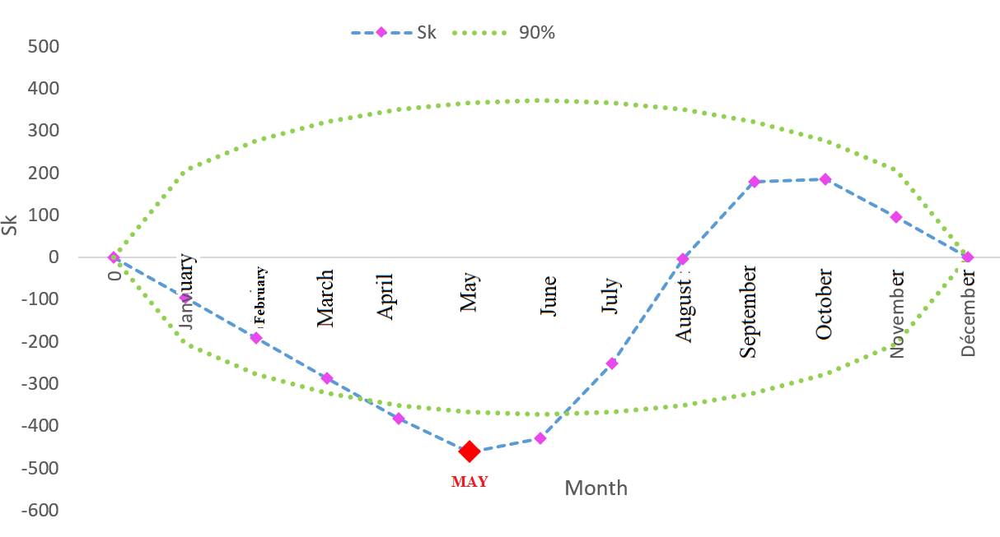 Sk 90%
500
400
300
200
100
0
-100
-200
-300
-400
-500
-600
Sk
0
January
February
March
April
May
June
July
August
September
October
November
Décember
MAY
Month